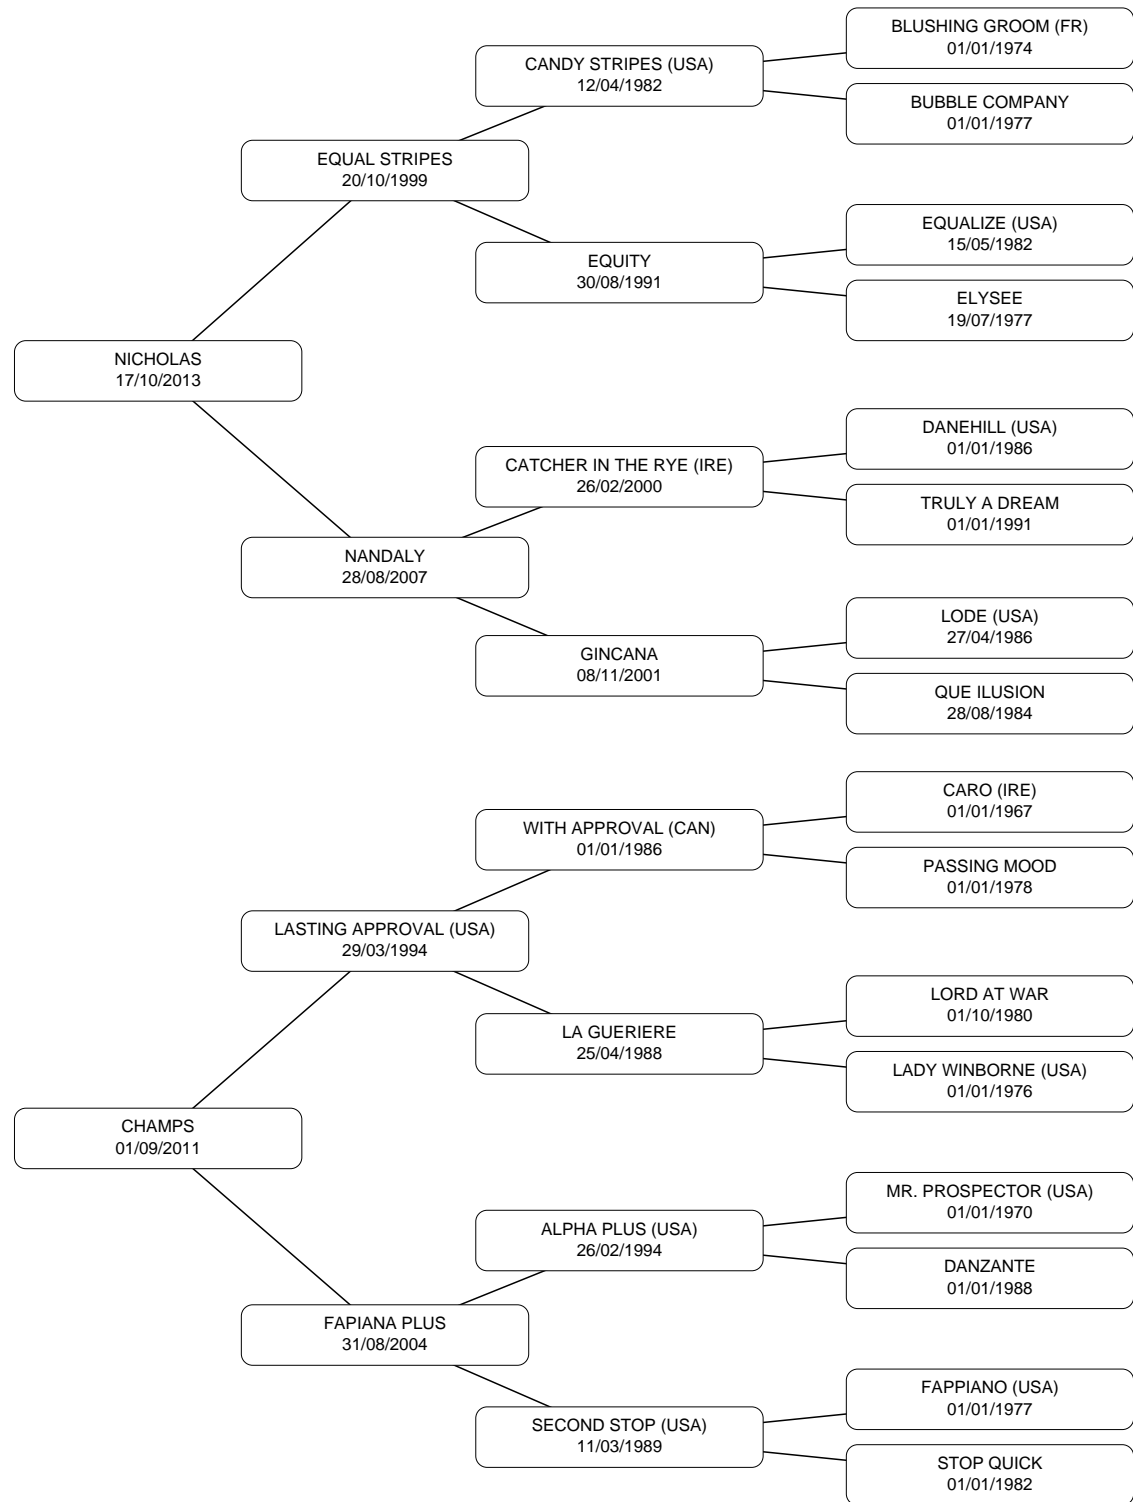 BLUSHING GROOM (FR)
01/01/1974
CANDY STRIPES (USA)
12/04/1982
BUBBLE COMPANY
01/01/1977
EQUAL STRIPES
20/10/1999
EQUALIZE (USA)
15/05/1982
EQUITY
30/08/1991
ELYSEE
19/07/1977
NICHOLAS
17/10/2013
DANEHILL (USA)
01/01/1986
CATCHER IN THE RYE (IRE)
26/02/2000
TRULY A DREAM
01/01/1991
NANDALY
28/08/2007
LODE (USA)
27/04/1986
GINCANA
08/11/2001
QUE ILUSION
28/08/1984
CARO (IRE)
01/01/1967
WITH APPROVAL (CAN)
01/01/1986
PASSING MOOD
01/01/1978
LASTING APPROVAL (USA)
29/03/1994
LORD AT WAR
01/10/1980
LA GUERIERE
25/04/1988
LADY WINBORNE (USA)
01/01/1976
CHAMPS
01/09/2011
MR. PROSPECTOR (USA)
01/01/1970
ALPHA PLUS (USA)
26/02/1994
DANZANTE
01/01/1988
FAPIANA PLUS
31/08/2004
FAPPIANO (USA)
01/01/1977
SECOND STOP (USA)
11/03/1989
STOP QUICK
01/01/1982